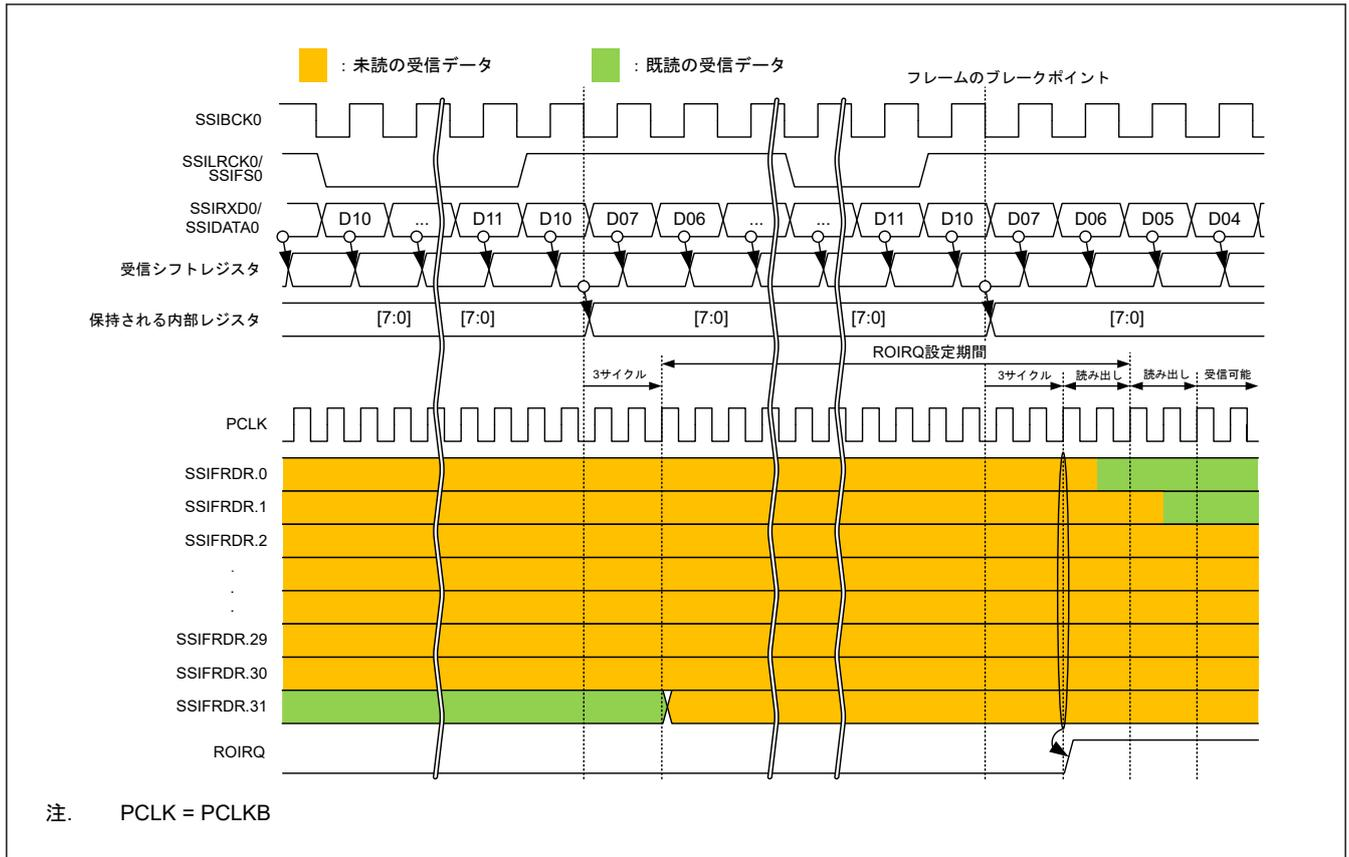 ：未読の受信データ
：既読の受信データ
フレームのブレークポイント
SSIBCK0
SSILRCK0/
SSIFS0
SSIRXD0/
SSIDATA0
D10
...
D11
D10
D07
D06
...
...
D11
D10
D07
D06
D05
D04
受信シフトレジスタ
保持される内部レジスタ
[7:0]
[7:0]
[7:0]
[7:0]
[7:0]
ROIRQ設定期間
3サイクル
3サイクル
読み出し
読み出し
受信可能
PCLK
SSIFRDR.0
SSIFRDR.1
SSIFRDR.2
.
.
.
SSIFRDR.29
SSIFRDR.30
SSIFRDR.31
ROIRQ
注. PCLK = PCLKB